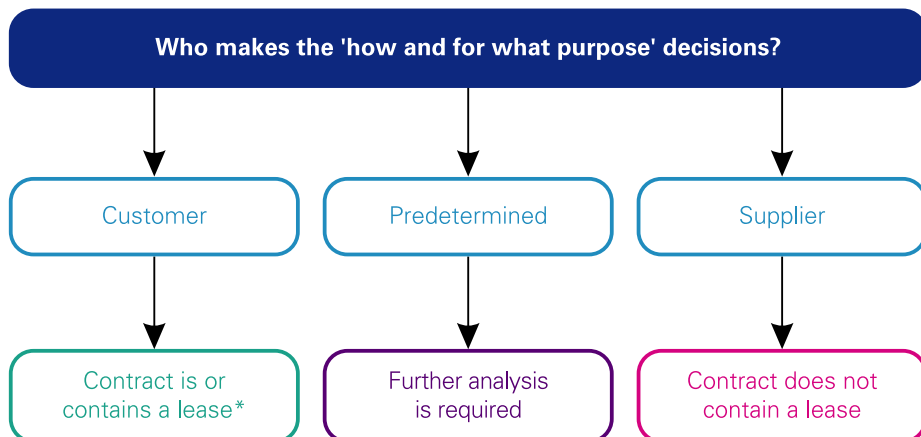 Who makes the 'how and for what purpose' decisions?
Customer
Predetermined
Supplier
Contract is or
contains a lease*
Further analysis
is required
Contract does not
contain a lease